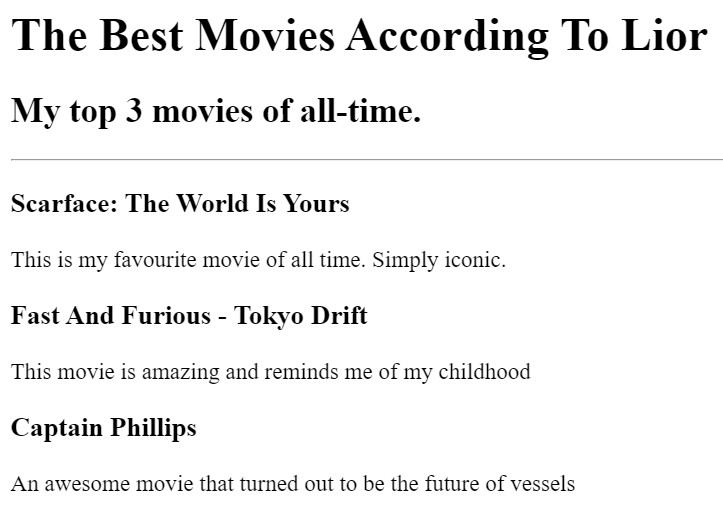 The Best Movies According To Lior
My top 3 movies of all-time.
Scarface: The World Is Yours
This is my favourite movie of all time. Simply iconic.
Fast And Furious - Tokyo Drift
This movie is amazing and reminds me of my childhood
Captain Phillips
An awesome movie that turned out to be the future of vessels